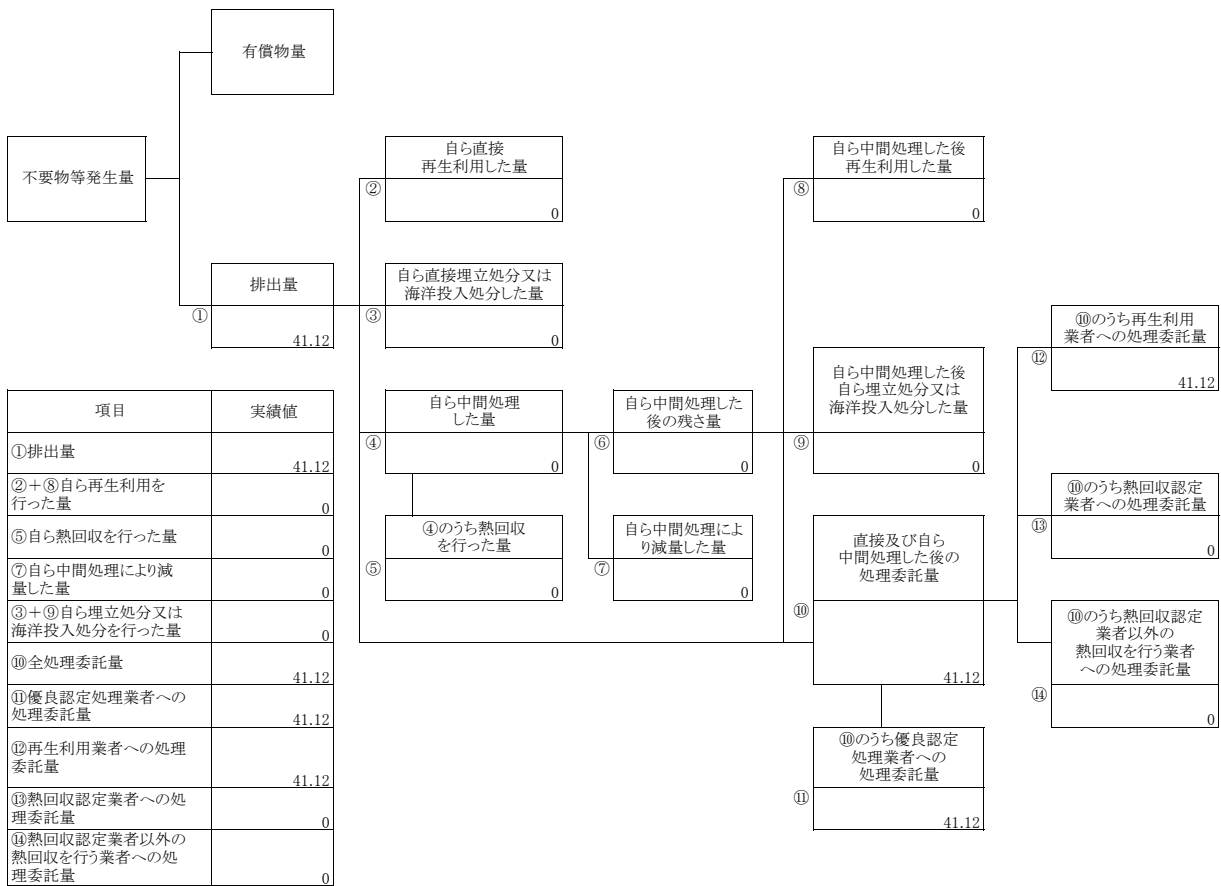 有償物量
不要物等発生量
自ら直接
再生利用した量
②
0
自ら中間処理した後
再生利用した量
⑧
0
排出量
①
41.12
自ら直接埋立処分又は
海洋投入処分した量
③
0
⑩のうち再生利用
業者への処理委託量
⑫
41.12
自ら中間処理
した量
④
0
自ら中間処理した
後の残さ量
⑥
0
自ら中間処理した後
自ら埋立処分又は
海洋投入処分した量
⑨
0
⑩のうち熱回収認定
業者への処理委託量
⑬
0
④のうち熱回収
を行った量
⑤
0
自ら中間処理によ
り減量した量
⑦
0
直接及び自ら
中間処理した後の
処理委託量
⑩
41.12
⑩のうち熱回収認定
業者以外の
熱回収を行う業者
への処理委託量
⑭
0
⑩のうち優良認定
処理業者への
処理委託量
⑪
41.12
項目 実績値
①排出量
41.12
②＋⑧自ら再生利用を
行った量
0
⑤自ら熱回収を行った量
0
⑦自ら中間処理により減
量した量
0
③＋⑨自ら埋立処分又は
海洋投入処分を行った量
0
⑩全処理委託量
41.12
⑪優良認定処理業者への
処理委託量
41.12
⑫再生利用業者への処理
委託量
41.12
⑬熱回収認定業者への処
理委託量
0
⑭熱回収認定業者以外の
熱回収を行う業者への処
理委託量
0